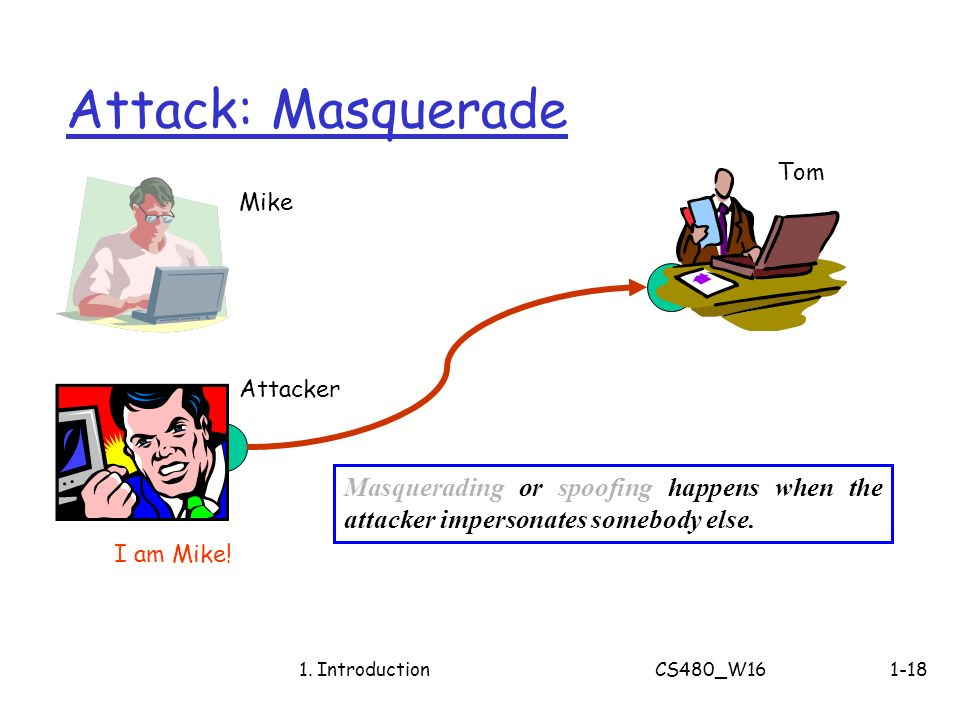 Attack: Masquerade
Tom
Mike
Attacker
Masquerading or spoofing happens when the
attacker impersonates somebody else.
I am Mike!
1. Introduction CS480_W16 1-18